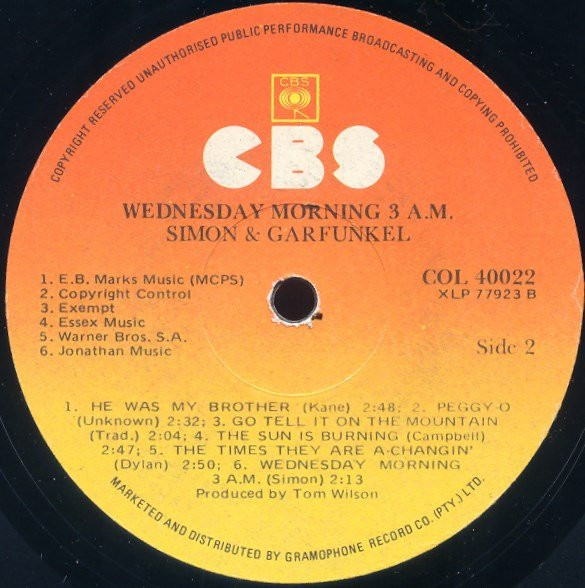 COPYRIGHT RESERVED UNAUTHORISED PUBLIC PERFORMANCE BROADCASTING AND COPYING PROHIBITED
CBS
CBS
WEDNESDAY MORNING 3 A.M.
SIMON & GARFUNKEL
1. E.B. Marks Music (MCPS)
2. Copyright Control
3. Exempt
4. Essex Music
5. Warner Bros. S.A.
6. Jonathan Music
COL 40022
XLP 77923 B
Side 2
1. HE WAS MY BROTHER (Kane) 2:48; 2. PEGGY-O
(Unknown) 2:32; 3. GO TELL IT ON THE MOUNTAIN
(Trad.) 2:04; 4. THE SUN IS BURNING (Campbell)
2:47; 5. THE TIMES THEY ARE A-CHANGIN'
(Dylan) 2:50; 6. WEDNESDAY MORNING
3 A.M. (Simon) 2:13
Produced by Tom Wilson
MARKETED AND DISTRIBUTED BY GRAMOPHONE RECORD CO. (PTY.) LTD.